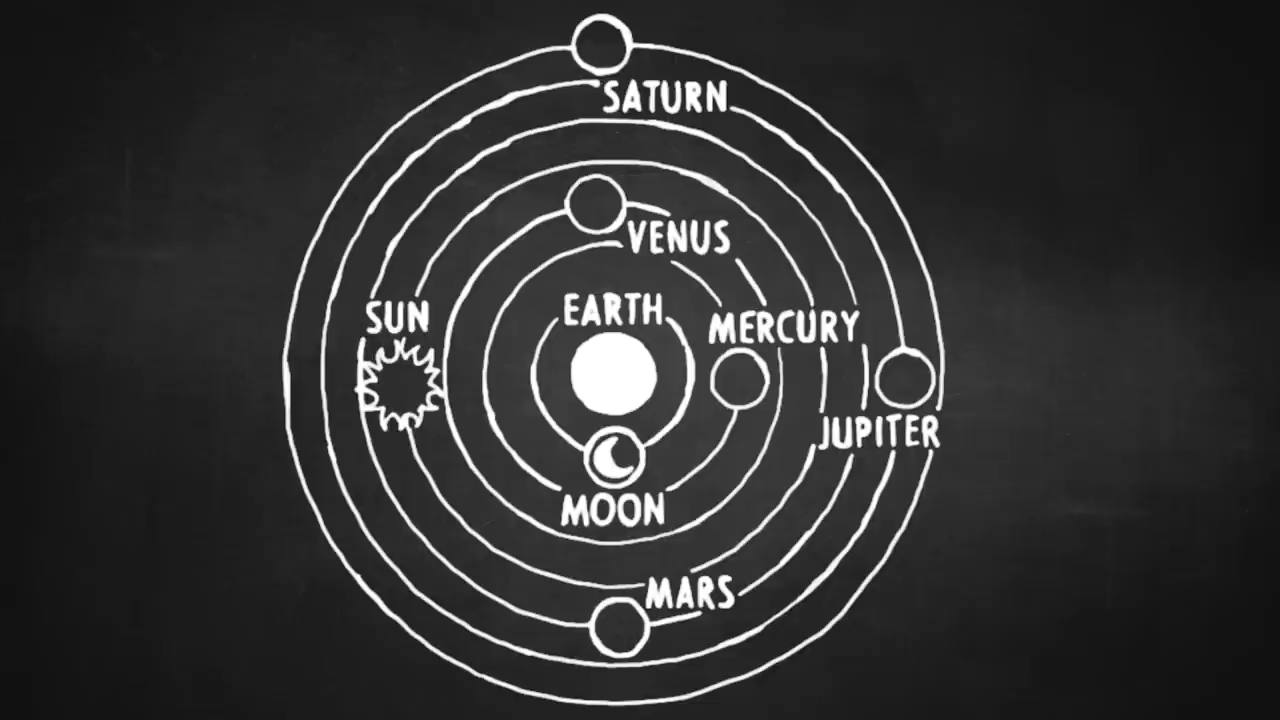 SATURN
VENUS
EARTH
SUN
MERCURY
JUPITER
MOON
MARS